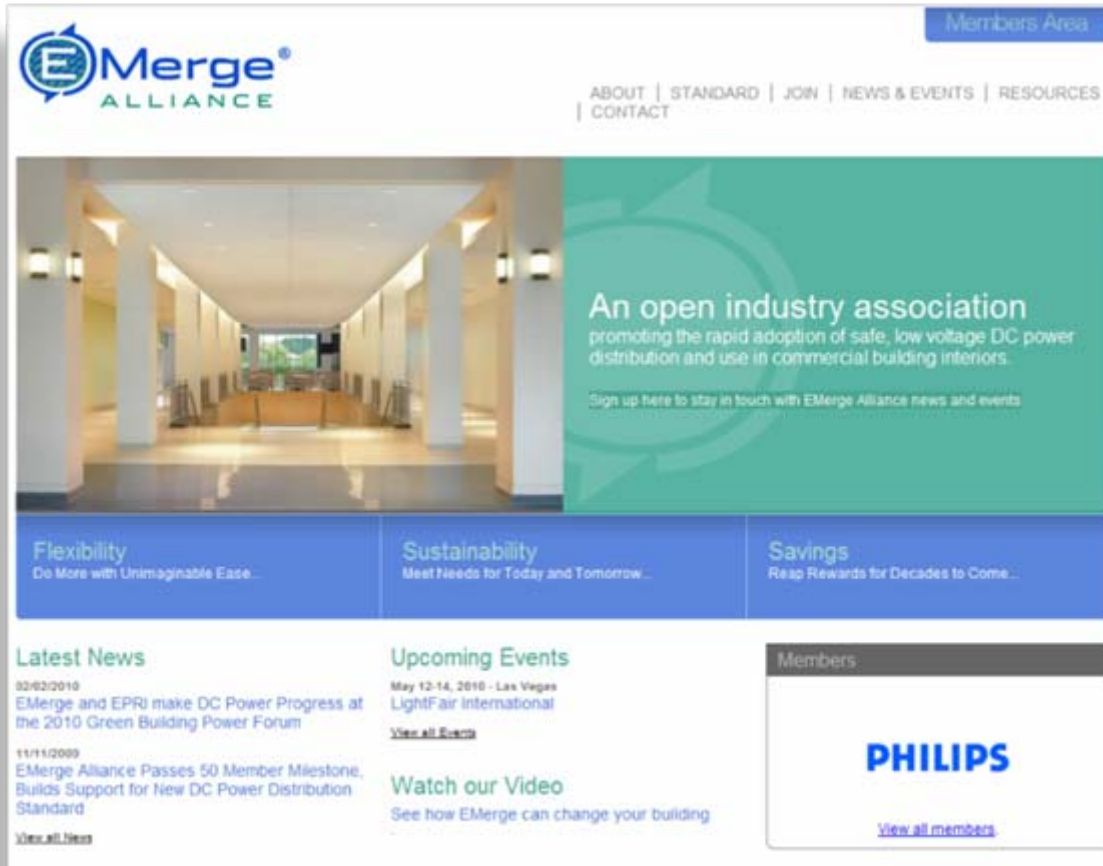 Members Area
EMerge®
ALLIANCE
ABOUT | STANDARD | JOIN | NEWS & EVENTS | RESOURCES
| CONTACT
An open industry association
promoting the rapid adoption of safe, low voltage DC power
distribution and use in commercial building interiors.
Sign up here to stay in touch with EMerge Alliance news and events
Flexibility
Do More with Unimaginable Ease...
Sustainability
Meet Needs for Today and Tomorrow...
Savings
Reap Rewards for Decades to Come...
Latest News
02/02/2010
EMerge and EPRI make DC Power Progress at
the 2010 Green Building Power Forum
11/11/2009
EMerge Alliance Passes 50 Member Milestone,
Builds Support for New DC Power Distribution
Standard
View all News
Upcoming Events
May 12-14, 2010 - Las Vegas
LightFair International
View all Events
Watch our Video
See how EMerge can change your building
Members
PHILIPS
View all members.